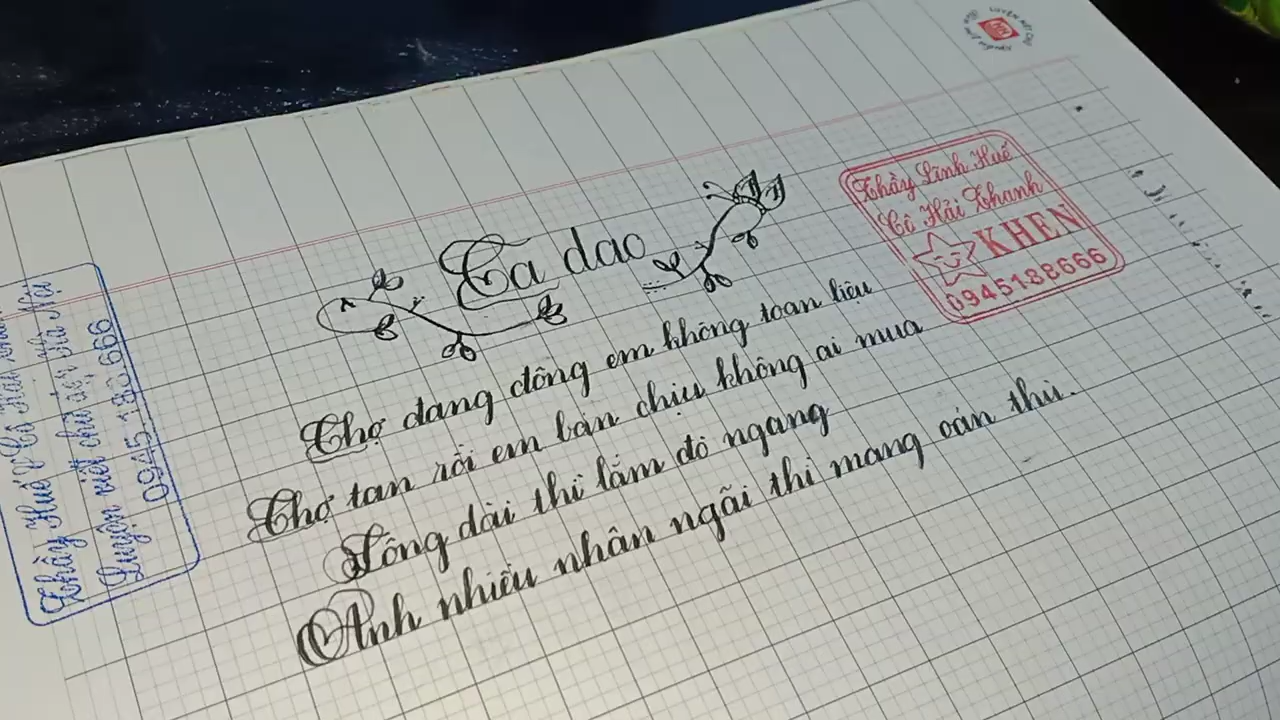 Ca dao
Chợ đang đông em không toan liệu
Chợ tan rồi em bán chịu không ai mua
Sông dài thì lắm đò ngang
Anh nhiều nhân ngãi thì mang oán thù.
Thầy Lĩnh Huế
Cô Hải Khanh
KHEN
0945188666
Thầy Huế & Cô Hải
Luyện viết chữ đẹp Hà Nội
0945.188.666